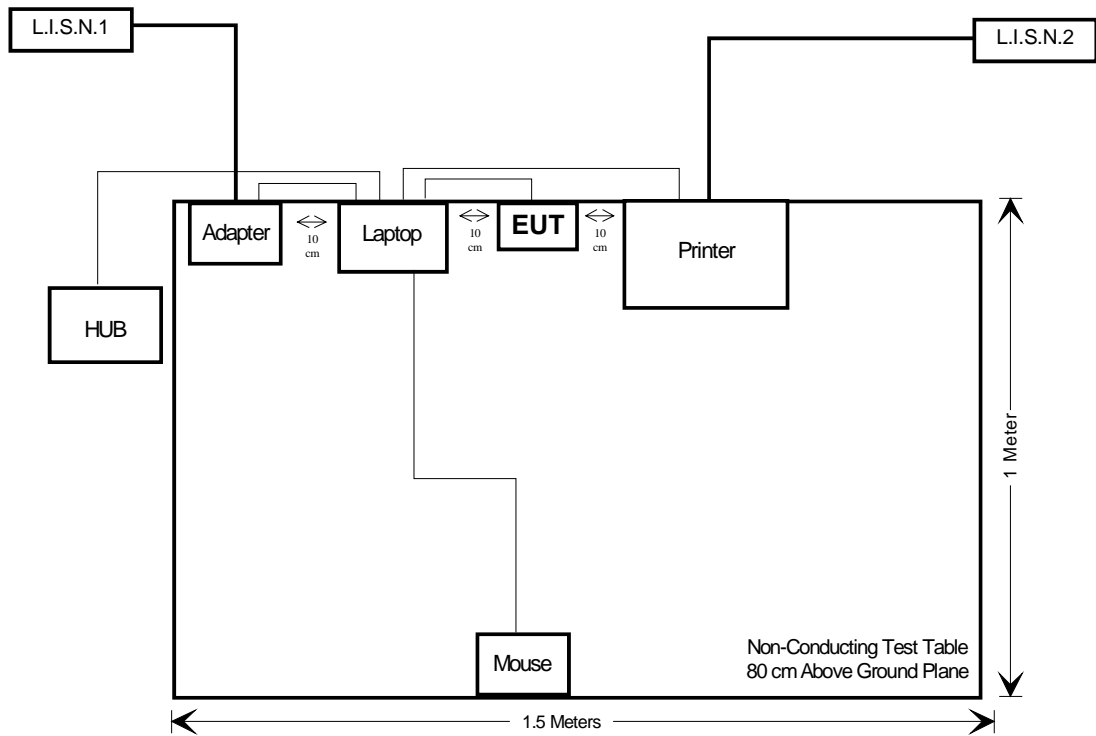 L.I.S.N.1
L.I.S.N.2
Adapter
10
cm
Laptop
10
cm
EUT
10
cm
Printer
HUB
1 Meter
Mouse
Non-Conducting Test Table
80 cm Above Ground Plane
1.5 Meters